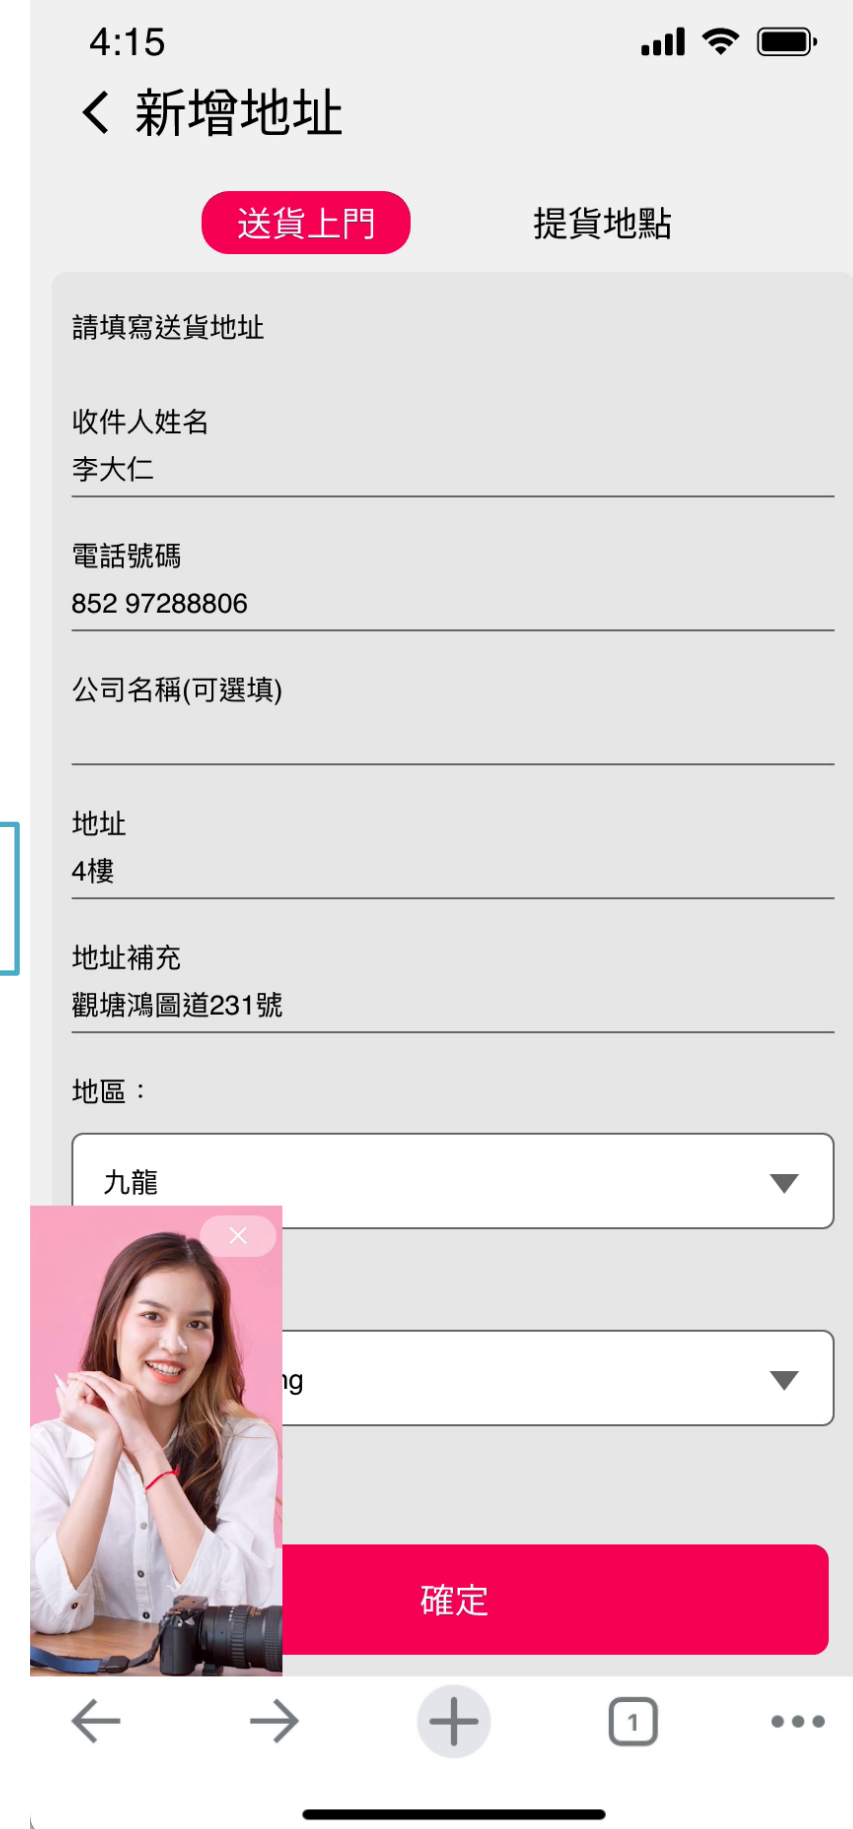 4:15
新增地址
送貨上門 提貨地點
請填寫送貨地址
收件人姓名
李大仁
電話號碼
852 97288806
公司名稱(可選填)
地址
4樓
地址補充
觀塘鴻圖道231號
地區：
九龍
ng
確定
1